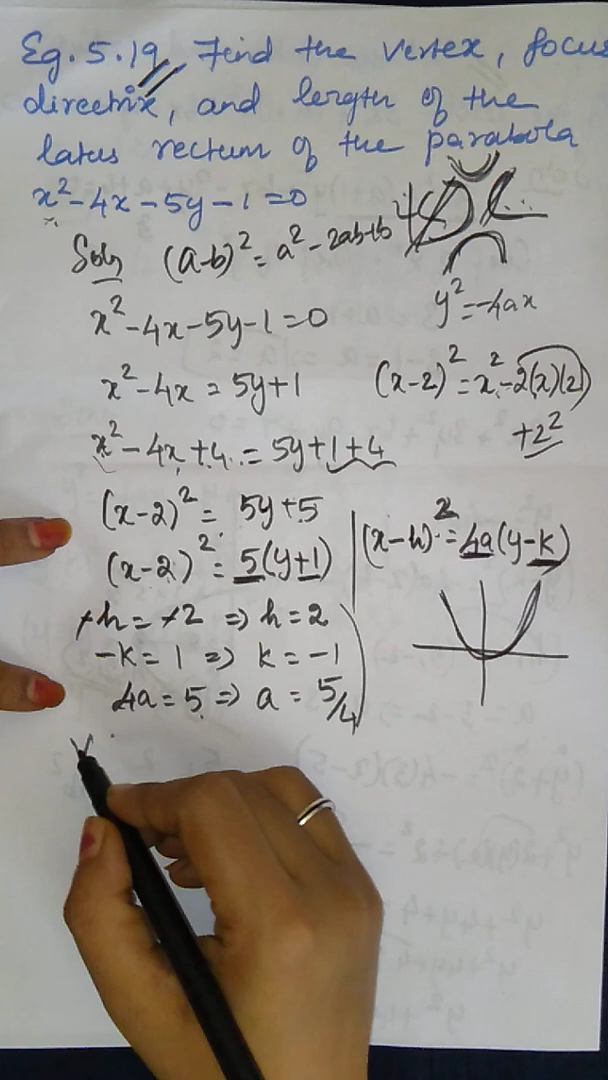 Eg. 5.19 Find the vertex, focus
directrix, and length of the
latus rectum of the parabola
x² - 4x - 5y - 1 = 0
Soln (a-b)² = a² - 2ab + b
x² - 4x - 5y - 1 = 0
y² = -4ax
x² - 4x = 5y + 1
(x-2)² = x² - 2(x)(2)
+2²
x² - 4x + 4 = 5y + 1 + 4
(x-2)² = 5y + 5
(x-h)² = 4a(y-k)
(x-2)² = 5(y+1)
-h = -2 ⇒ h = 2
-k = 1 ⇒ k = -1
4a = 5 ⇒ a = 5/4
V